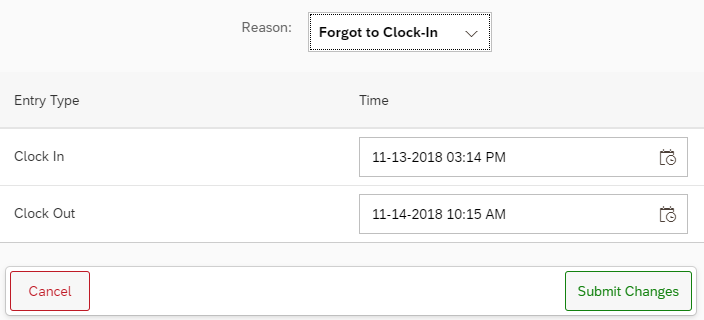 Reason: Forgot to Clock-In
Entry Type Time
Clock In 11-13-2018 03:14 PM
Clock Out 11-14-2018 10:15 AM
Cancel Submit Changes